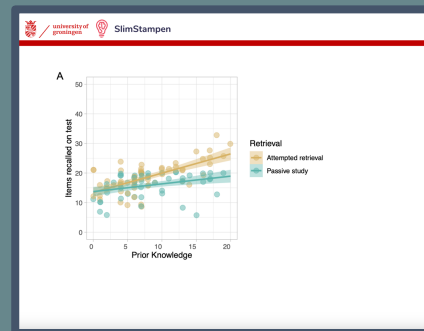 university of
groningen
SlimStampen
A
50
40
30
20
10
0
Items recalled on test
0 5 10 15 20
Prior Knowledge
Retrieval
Attempted retrieval
Passive study